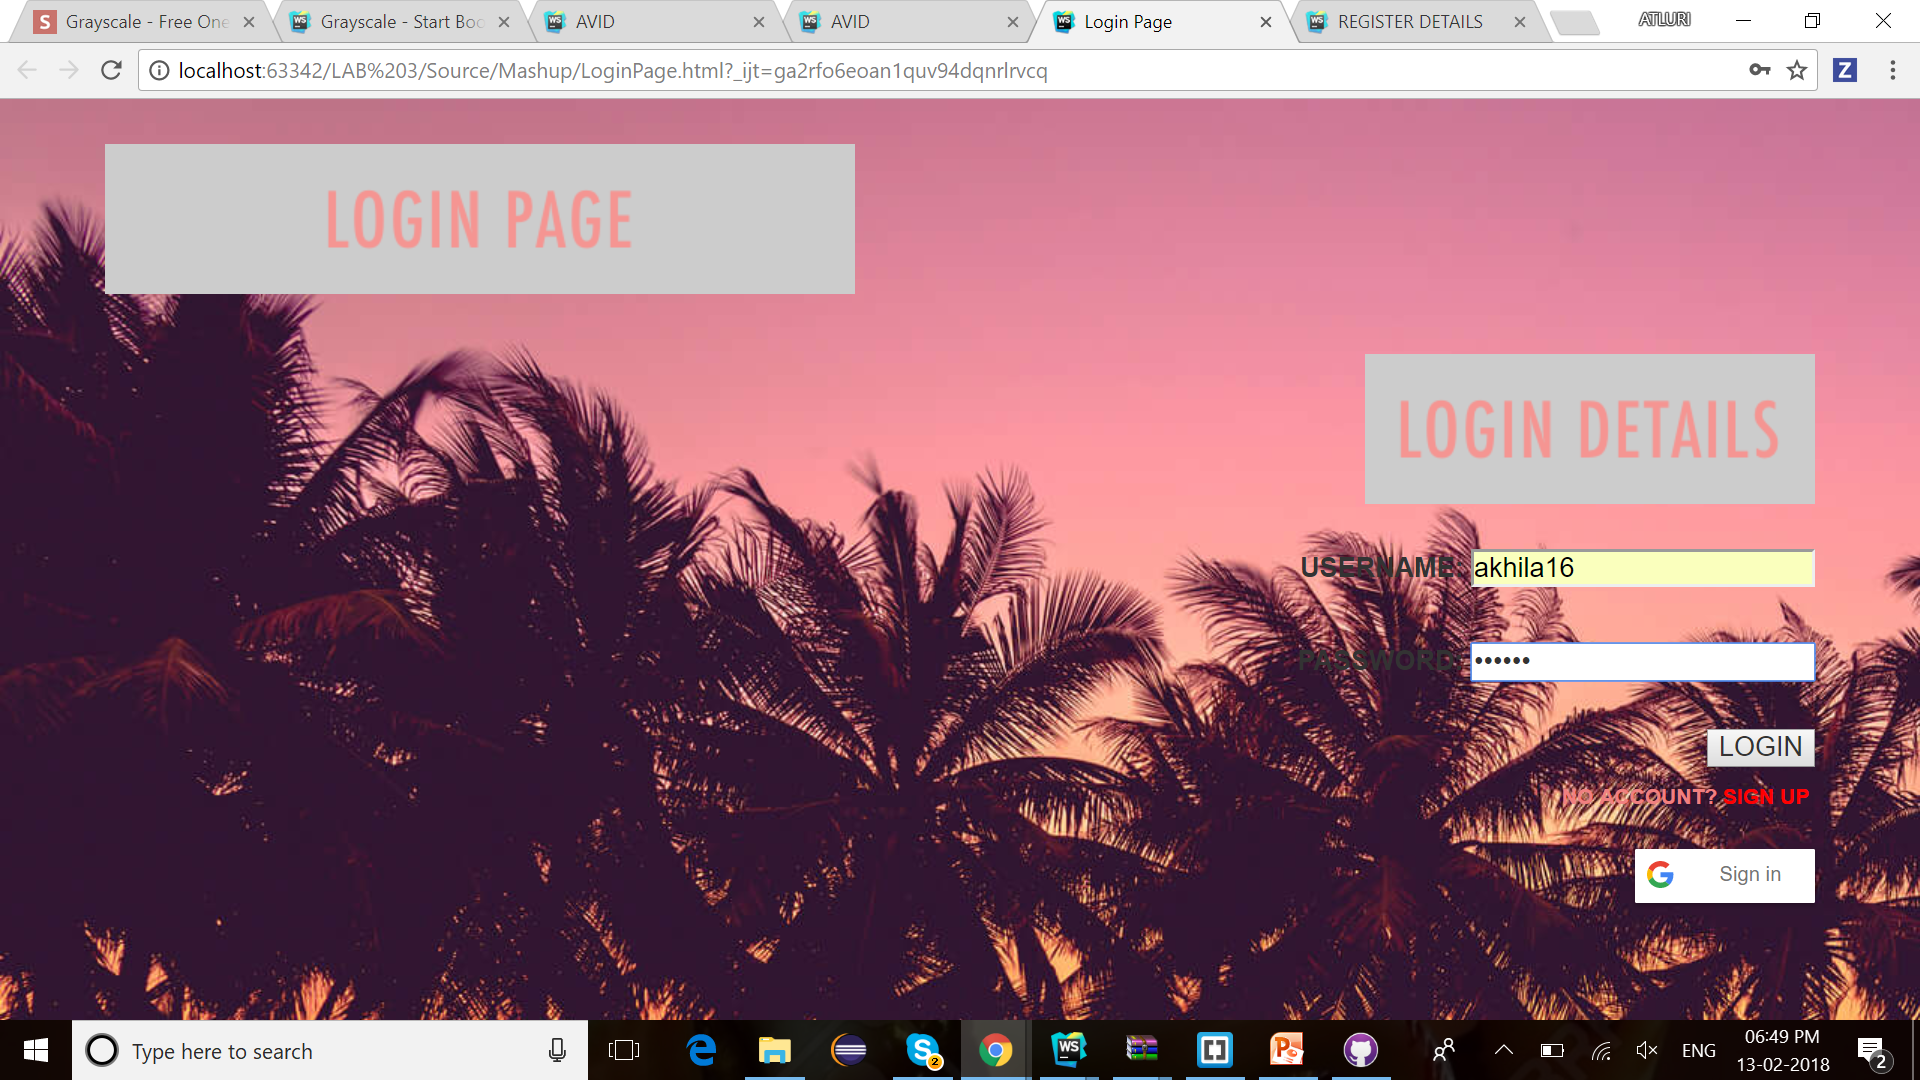 Grayscale - Free One
Grayscale - Start Boo
AVID
AVID
Login Page
REGISTER DETAILS
ATLURI
localhost:63342/LAB%203/Source/Mashup/LoginPage.html?_ijt=ga2rfo6eoan1quv94dqnrlrvcq
LOGIN PAGE
LOGIN DETAILS
USERNAME: akhila16
PASSWORD: ••••••
LOGIN
NO ACCOUNT? SIGN UP
Sign in
Type here to search
ENG
06:49 PM
13-02-2018
2